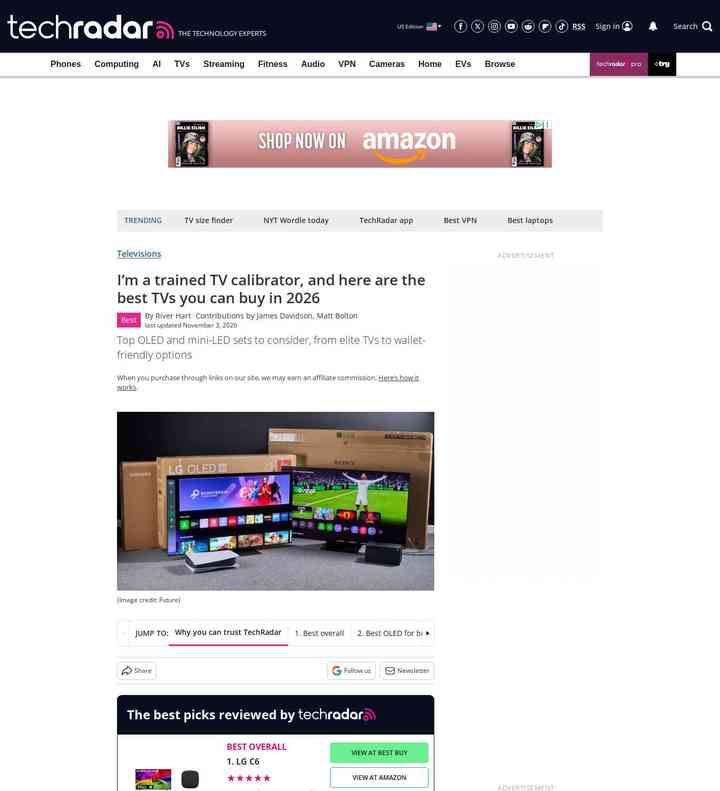 techradar THE TECHNOLOGY EXPERTS
US Edition
RSS
Sign in
Search
Phones Computing AI TVs Streaming Fitness Audio VPN Cameras Home EVs Browse
techradar pro
BILLIE EILISH
SHOP NOW ON amazon
BILLIE EILISH
TRENDING TV size finder NYT Wordle today TechRadar app Best VPN Best laptops
Televisions
ADVERTISEMENT
I'm a trained TV calibrator, and here are the
best TVs you can buy in 2026
Best
By River Hart Contributions by James Davidson, Matt Bolton
last updated November 3, 2026
Top OLED and mini-LED sets to consider, from elite TVs to wallet-
friendly options
When you purchase through links on our site, we may earn an affiliate commission. Here's how it
works.
LG OLED
SONY
(Image credit: Future)
JUMP TO: Why you can trust TechRadar 1. Best overall 2. Best OLED for bi
Share Follow us Newsletter
The best picks reviewed by techradar
BEST OVERALL
1. LG C6
VIEW AT BEST BUY
VIEW AT AMAZON
ADVERTISEMENT